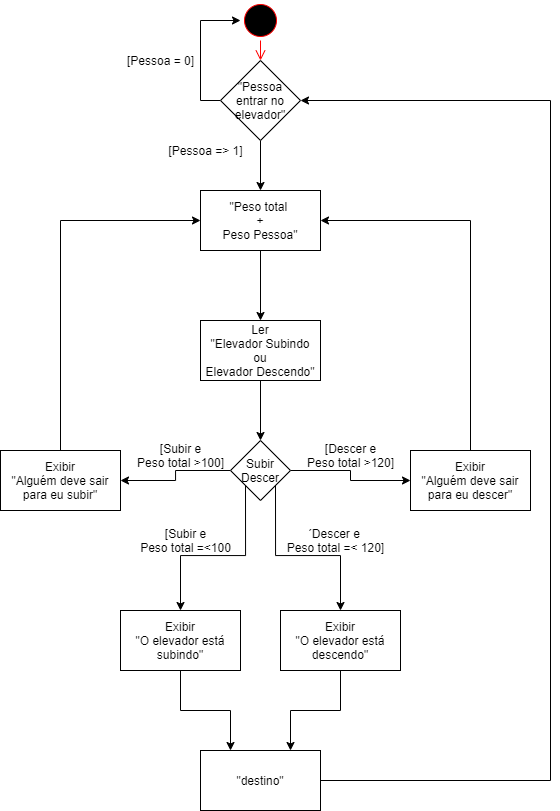 [Pessoa = 0]
"Pessoa
entrar no
elevador"
[Pessoa => 1]
"Peso total
+
Peso Pessoa"
Ler
"Elevador Subindo
ou
Elevador Descendo"
[Subir e
Peso total >100]
Subir
Descer
[Descer e
Peso total >120]
Exibir
"Alguém deve sair
para eu subir"
Exibir
"Alguém deve sair
para eu descer"
[Subir e
Peso total =<100
´Descer e
Peso total =< 120]
Exibir
"O elevador está
subindo"
Exibir
"O elevador está
descendo"
"destino"